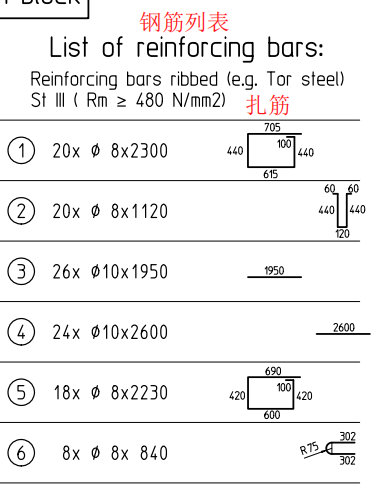 钢筋列表
List of reinforcing bars:
Reinforcing bars ribbed (e.g. Tor steel)
St III ( Rm ≥ 480 N/mm2)
扎筋
1 20x ϕ 8x2300
705
440 100 440
615
2 20x ϕ 8x1120
60 60
440 440
120
3 26x ϕ10x1950
1950
4 24x ϕ10x2600
2600
5 18x ϕ 8x2230
690
420 100 420
600
6 8x ϕ 8x 840
R75 302
302